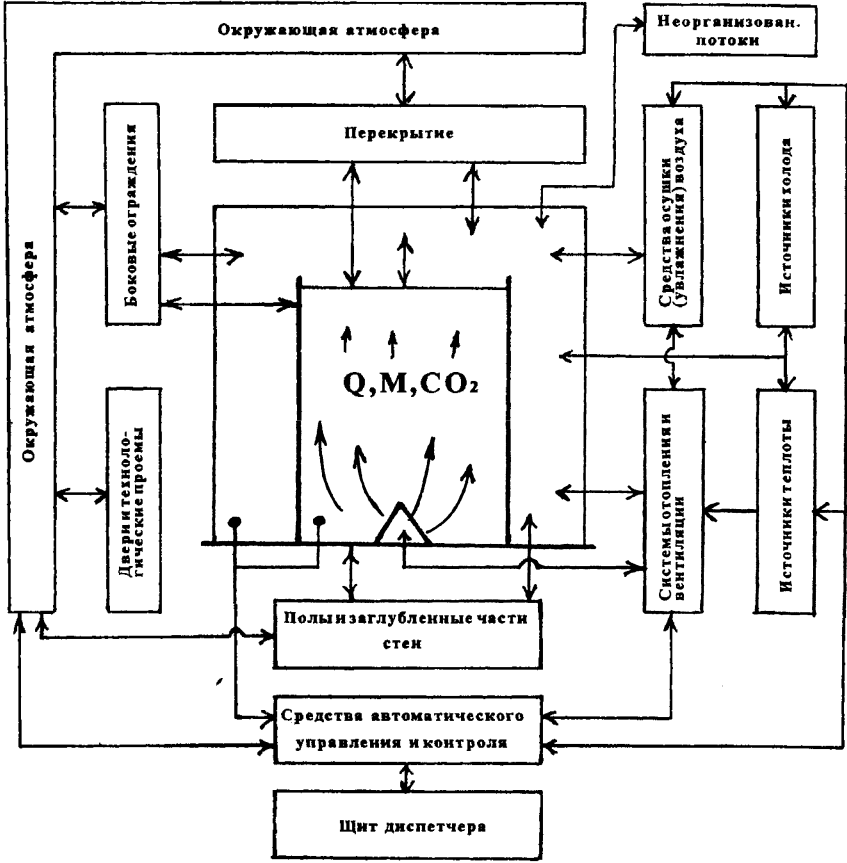 Окружающая атмосфера
Неорганизован.
потоки
Перекрытие
Окружающая атмосфера
Боковые ограждения
Средства осушки
(увлажнения) воздуха
Источники холода
Q,M,CO₂
Двери и техноло-
гические проемы
Системы отопления и
вентиляции
Источники теплоты
Полы и заглубленные части
стен
Средства автоматического
управления и контроля
Щит диспетчера